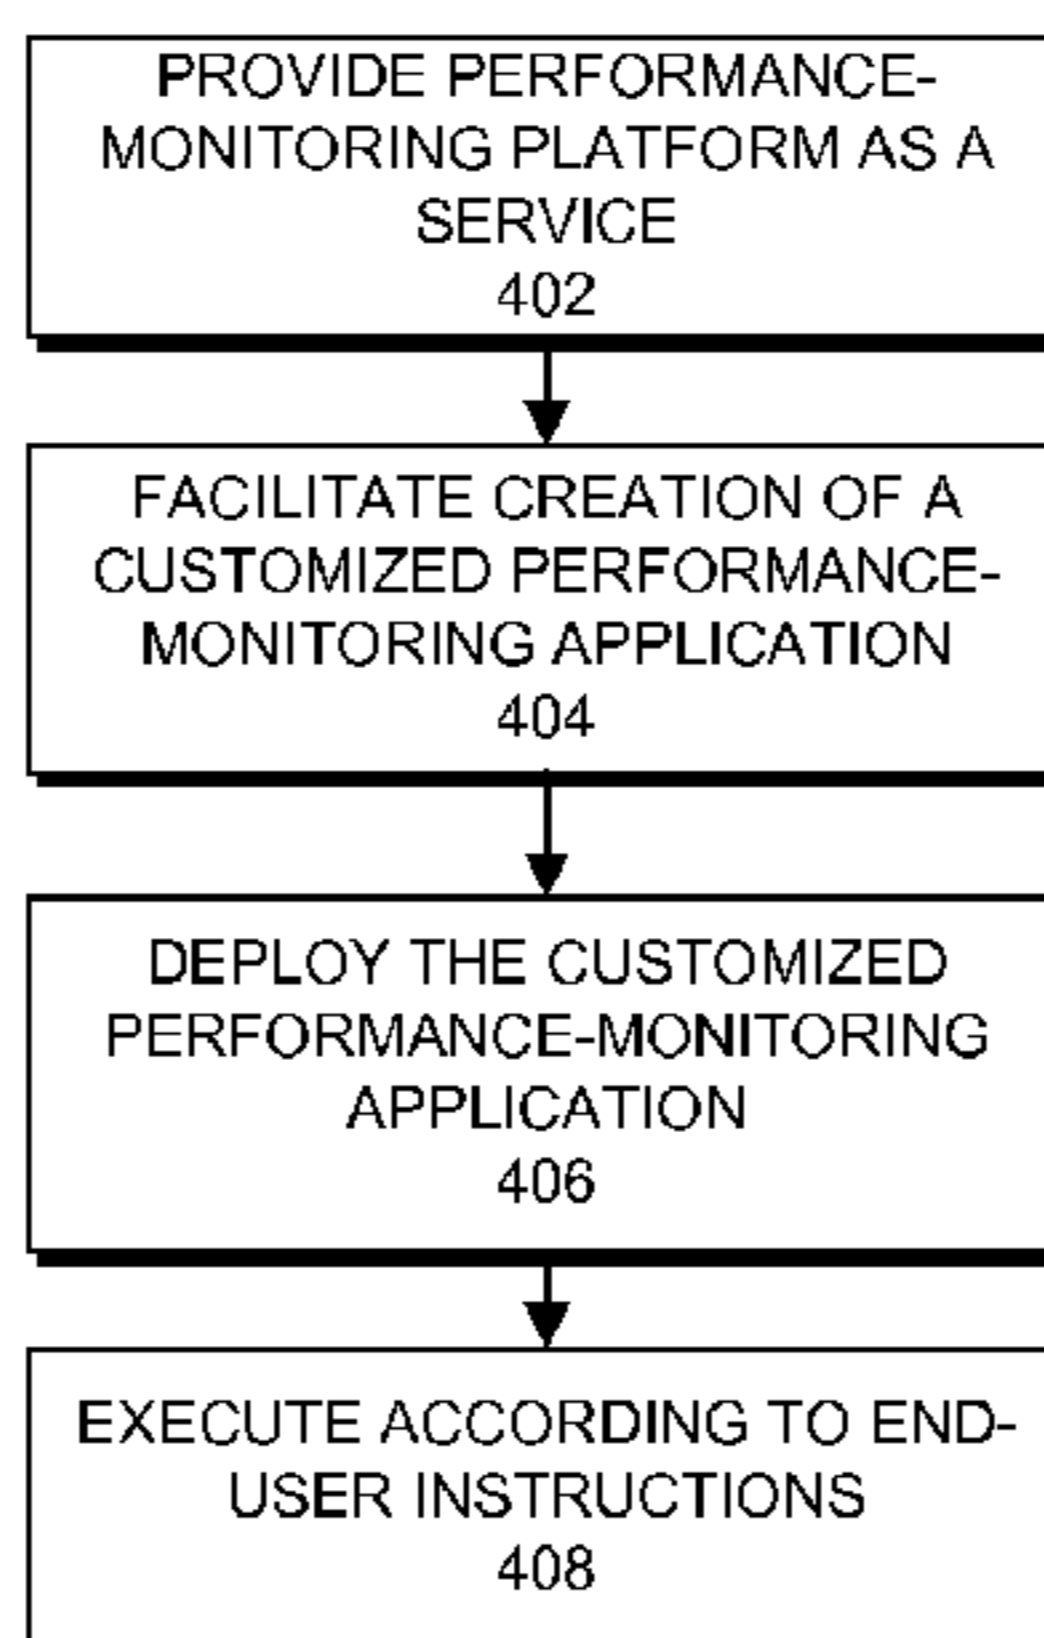 PROVIDE PERFORMANCE-
MONITORING PLATFORM AS A
SERVICE
402
FACILITATE CREATION OF A
CUSTOMIZED PERFORMANCE-
MONITORING APPLICATION
404
DEPLOY THE CUSTOMIZED
PERFORMANCE-MONITORING
APPLICATION
406
EXECUTE ACCORDING TO END-
USER INSTRUCTIONS
408